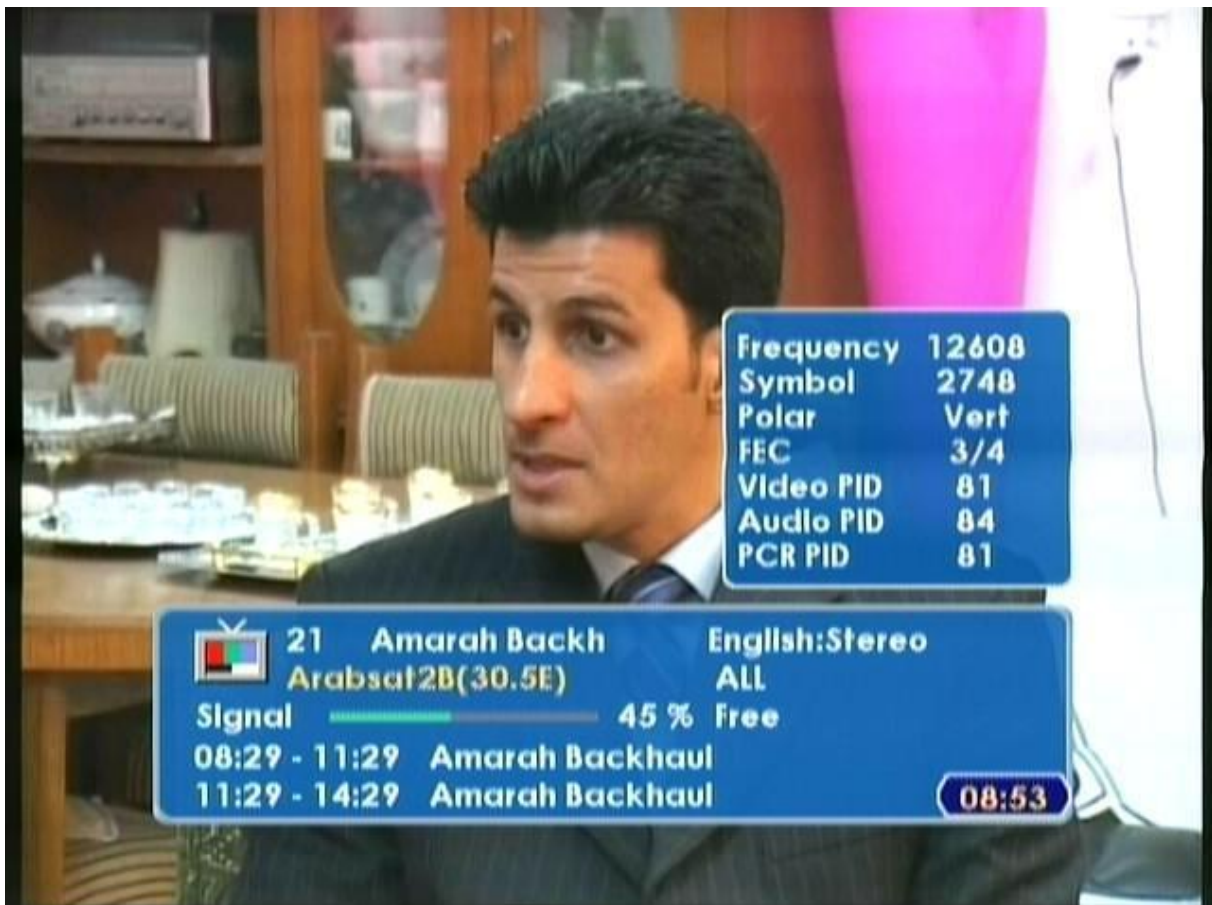 Frequency 12608
Symbol 2748
Polar Vert
FEC 3/4
Video PID 81
Audio PID 84
PCR PID 81
21 Amarah Backh English:Stereo
Arabsat2B(30.5E) ALL
Signal 45 % Free
08:29 - 11:29 Amarah Backhaul
11:29 - 14:29 Amarah Backhaul
08:53